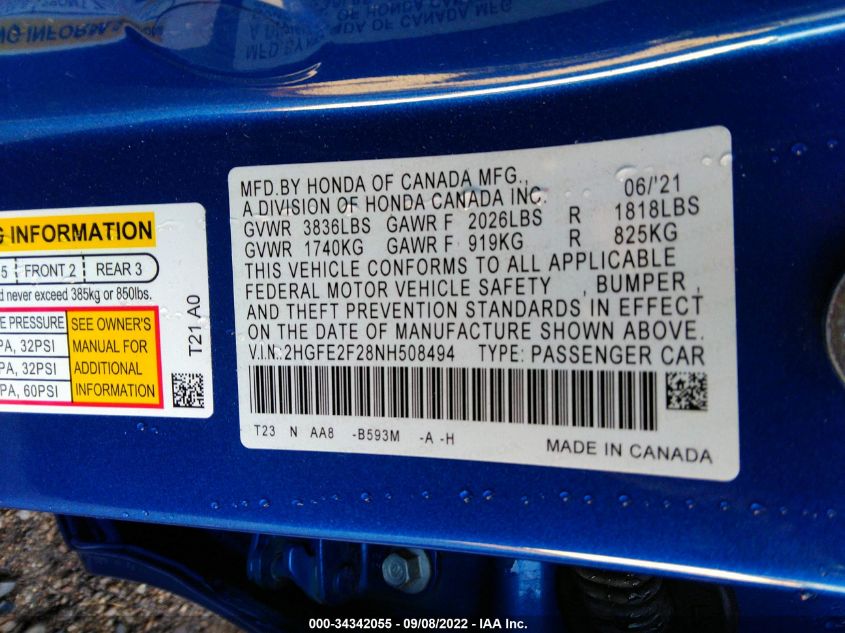 G INFORMATION
5 FRONT 2 REAR 3
d never exceed 385kg or 850lbs.
E PRESSURE
PA, 32PSI
PA, 32PSI
PA, 60PSI
SEE OWNER'S
MANUAL FOR
ADDITIONAL
INFORMATION
T21 A0
MFD.BY HONDA OF CANADA MFG., 06/'21
A DIVISION OF HONDA CANADA INC.
GVWR 3836LBS GAWR F 2026LBS R 1818LBS
GVWR 1740KG GAWR F 919KG R 825KG
THIS VEHICLE CONFORMS TO ALL APPLICABLE
FEDERAL MOTOR VEHICLE SAFETY , BUMPER ,
AND THEFT PREVENTION STANDARDS IN EFFECT
ON THE DATE OF MANUFACTURE SHOWN ABOVE.
V.I.N.:2HGFE2F28NH508494 TYPE: PASSENGER CAR
T23 N AA8 -B593M -A -H
MADE IN CANADA
000-34342055 - 09/08/2022 - IAA Inc.